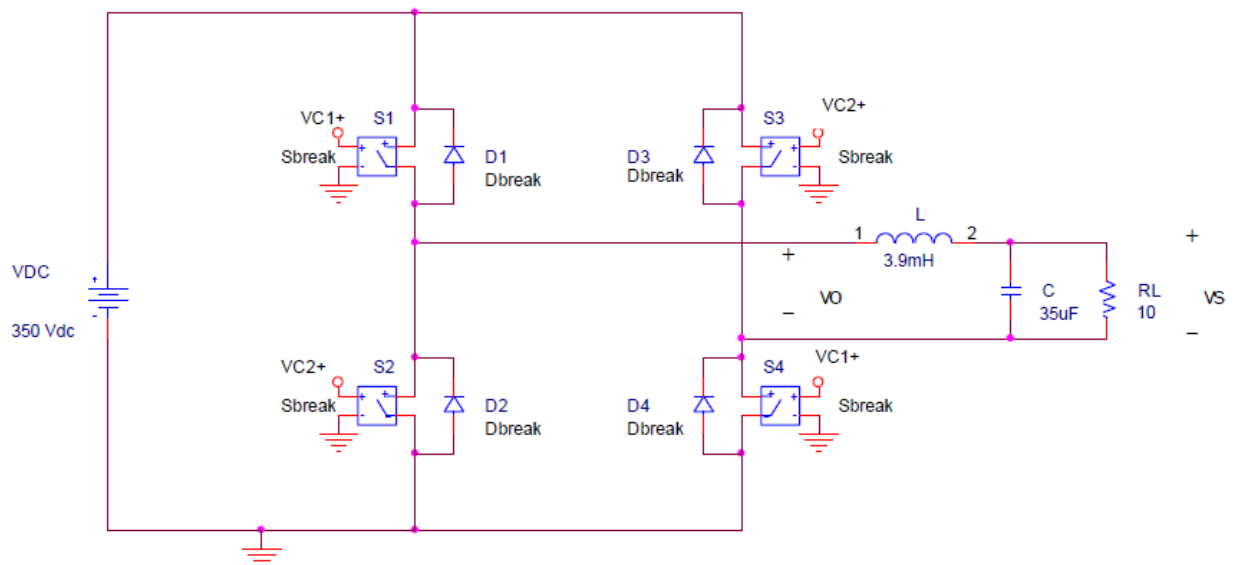 VC1+
S1
Sbreak
D1
Dbreak
D3
Dbreak
S3
VC2+
Sbreak
VDC
350 Vdc
1
L
2
3.9mH
+
VO
−
C
35uF
RL
10
+
VS
−
VC2+
S2
Sbreak
D2
Dbreak
D4
Dbreak
S4
VC1+
Sbreak